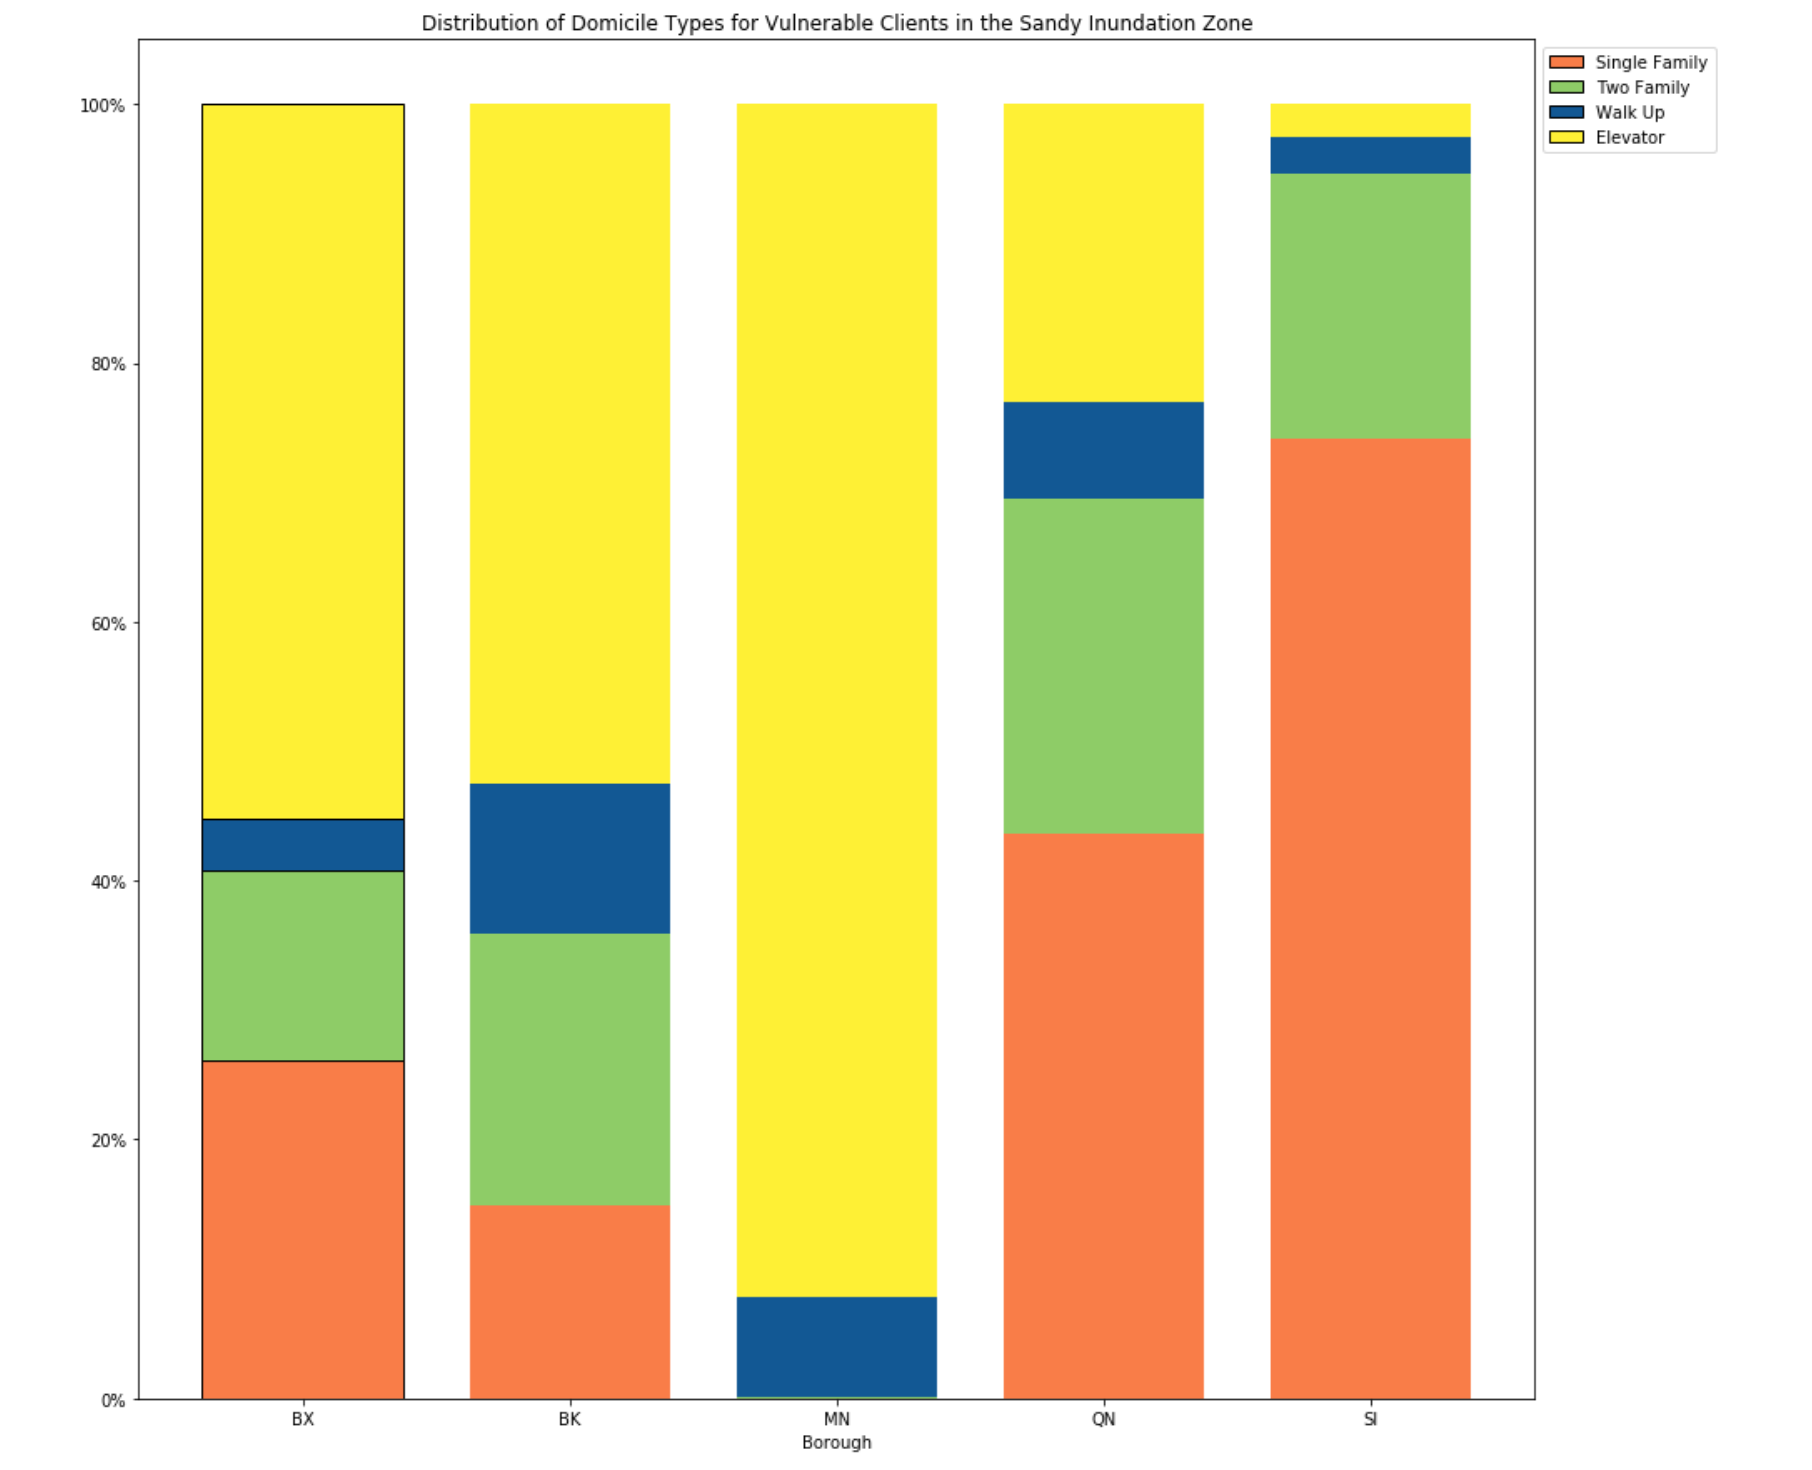 Distribution of Domicile Types for Vulnerable Clients in the Sandy Inundation Zone
Single Family
Two Family
Walk Up
Elevator
100%
80%
60%
40%
20%
0%
BX BK MN QN SI
Borough